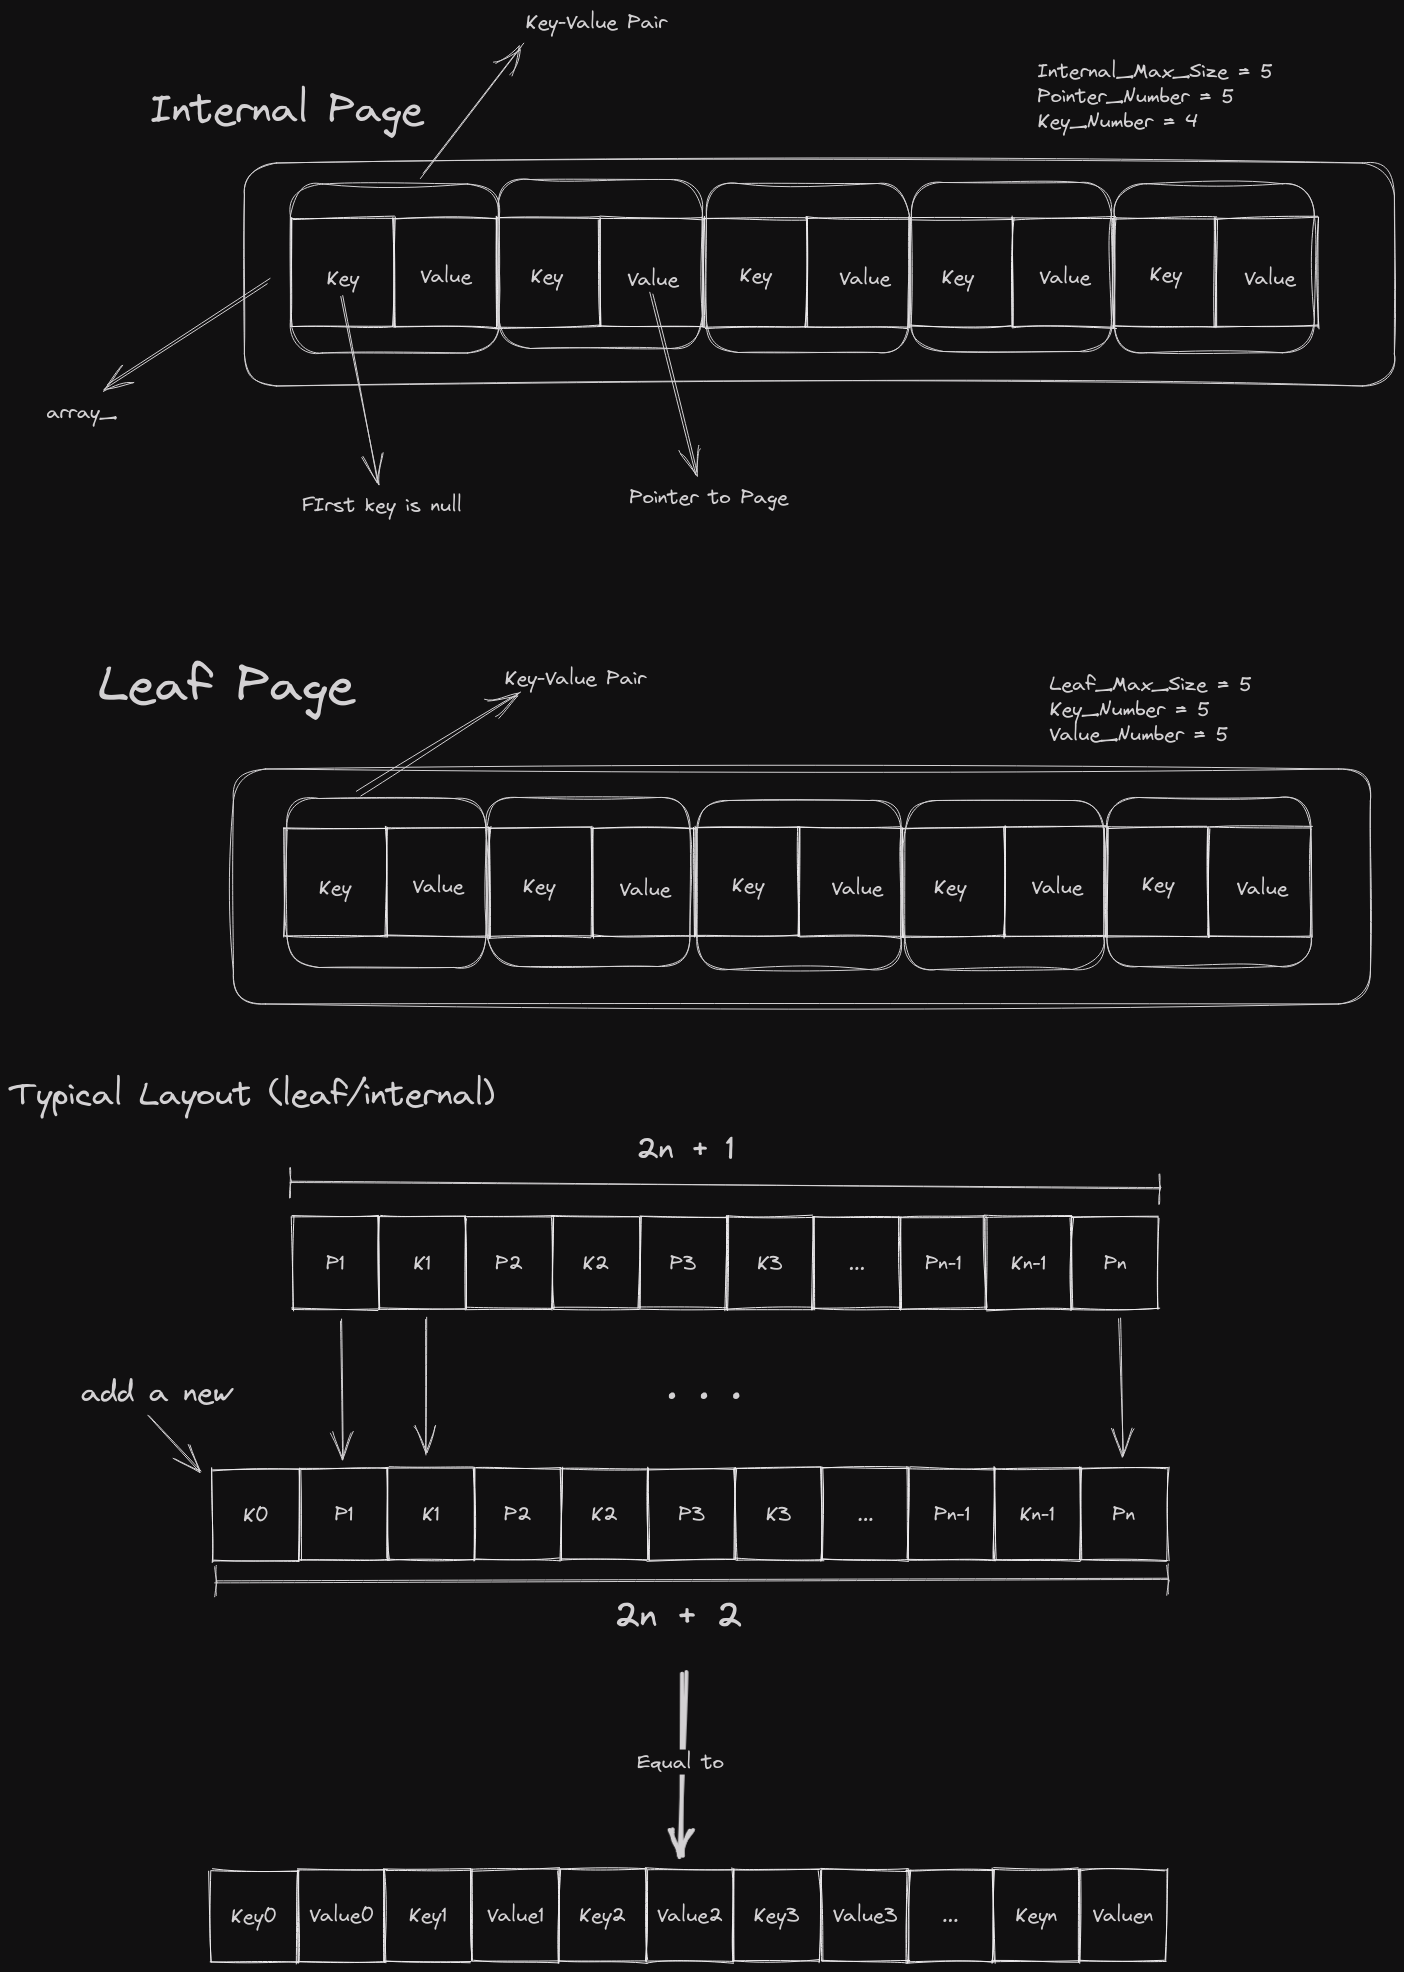 Key-Value Pair
Internal Page
Internal_Max_Size = 5
Pointer_Number = 5
Key_Number = 4
Key Value Key Value Key Value Key Value Key Value
array_
FIrst key is null
Pointer to Page
Leaf Page
Key-Value Pair
Leaf_Max_Size = 5
Key_Number = 5
Value_Number = 5
Key Value Key Value Key Value Key Value Key Value
Typical Layout (leaf/internal)
2n + 1
P1 K1 P2 K2 P3 K3 ... Pn-1 Kn-1 Pn
add a new
. . .
K0 P1 K1 P2 K2 P3 K3 ... Pn-1 Kn-1 Pn
2n + 2
Equal to
Key0 Value0 Key1 Value1 Key2 Value2 Key3 Value3 ... Keyn Valuen